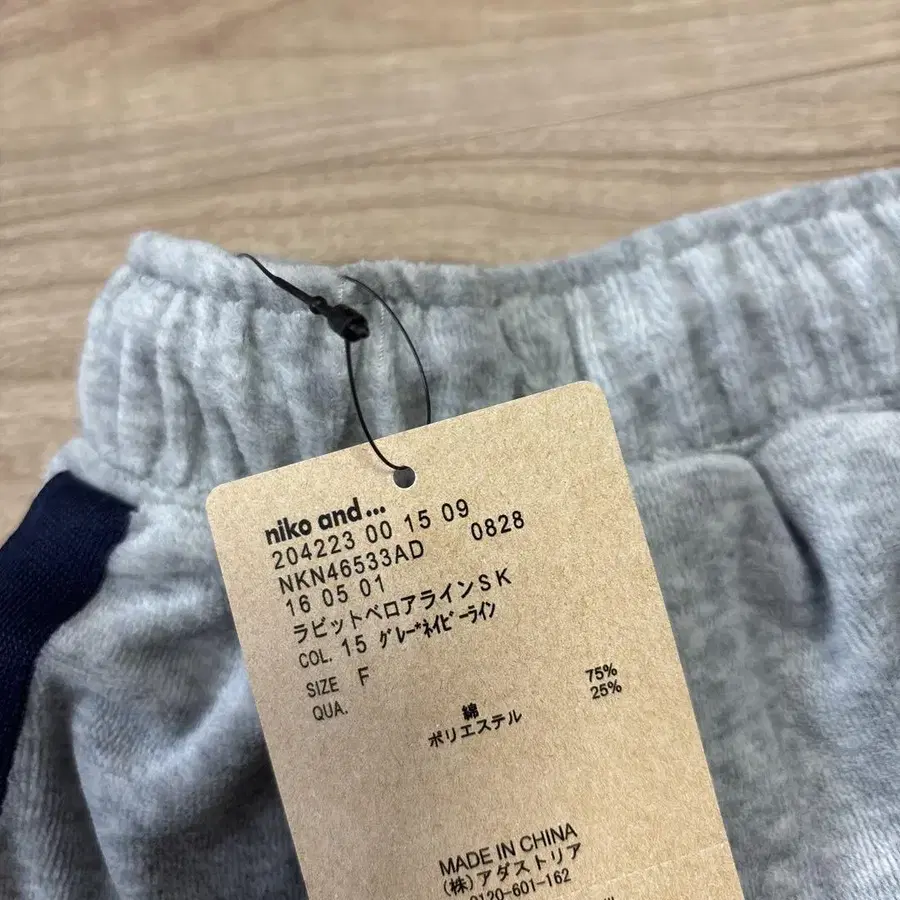 niko and...
204223 00 15 09
NKN46533AD 0828
16 05 01
ラビットベロアラインSK
COL. 15 グレー*ネイビーライン
SIZE F
QUA.
綿 75%
ポリエステル 25%
MADE IN CHINA
(株)アダストリア
0120-601-162